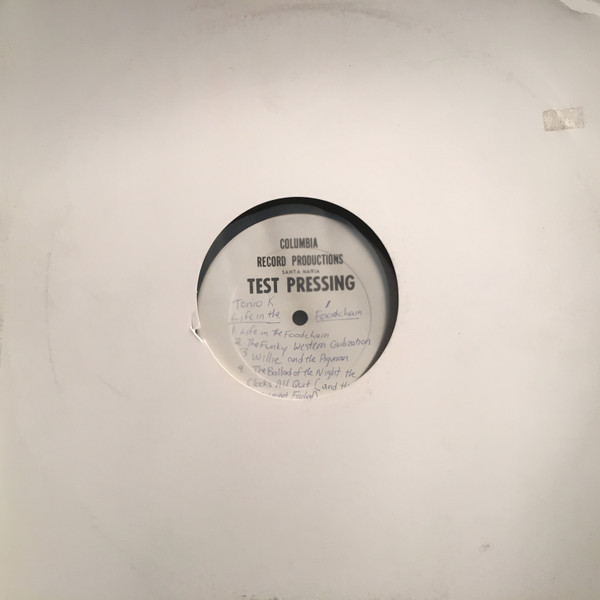 COLUMBIA
RECORD PRODUCTIONS
SANTA MARIA
TEST PRESSING
Tonio K 1
Life in the Foodchain
1. Life in the Foodchain
2. The Funky Western Civilization
3 Willie and the Pigman
4. The Ballad of the Night the
Clocks All Quit (and the